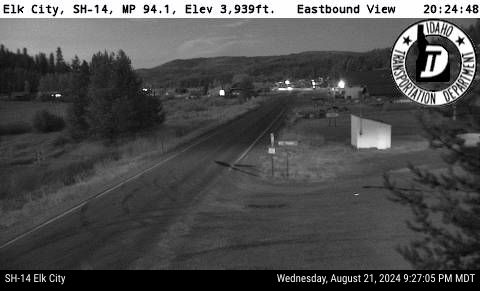 Elk City, SH-14, MP 94.1, Elev 3,939ft. Eastbound View 20:24:48
IDAHO
TRANSPORTATION DEPARTMENT
SH-14 Elk City Wednesday, August 21, 2024 9:27:05 PM MDT